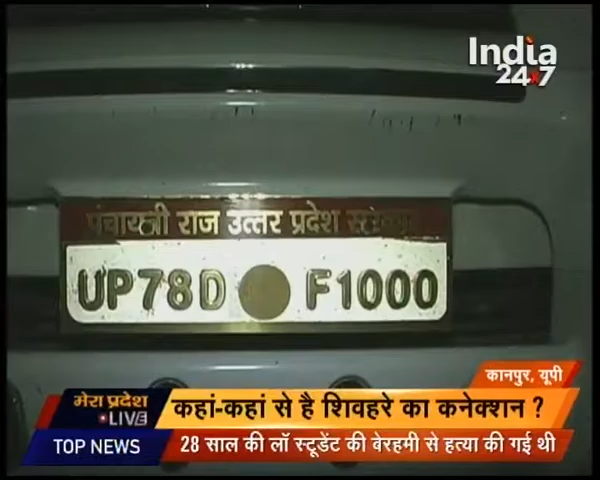 India
24x7
राज उत्तर प्रदेश
UP78D F1000
कानपुर, यूपी
मेरा प्रदेश
LIVE
कहां-कहां से है शिवहरे का कनेक्शन ?
TOP NEWS
28 साल की लॉ स्टूडेंट की बेरहमी से हत्या की गई थी